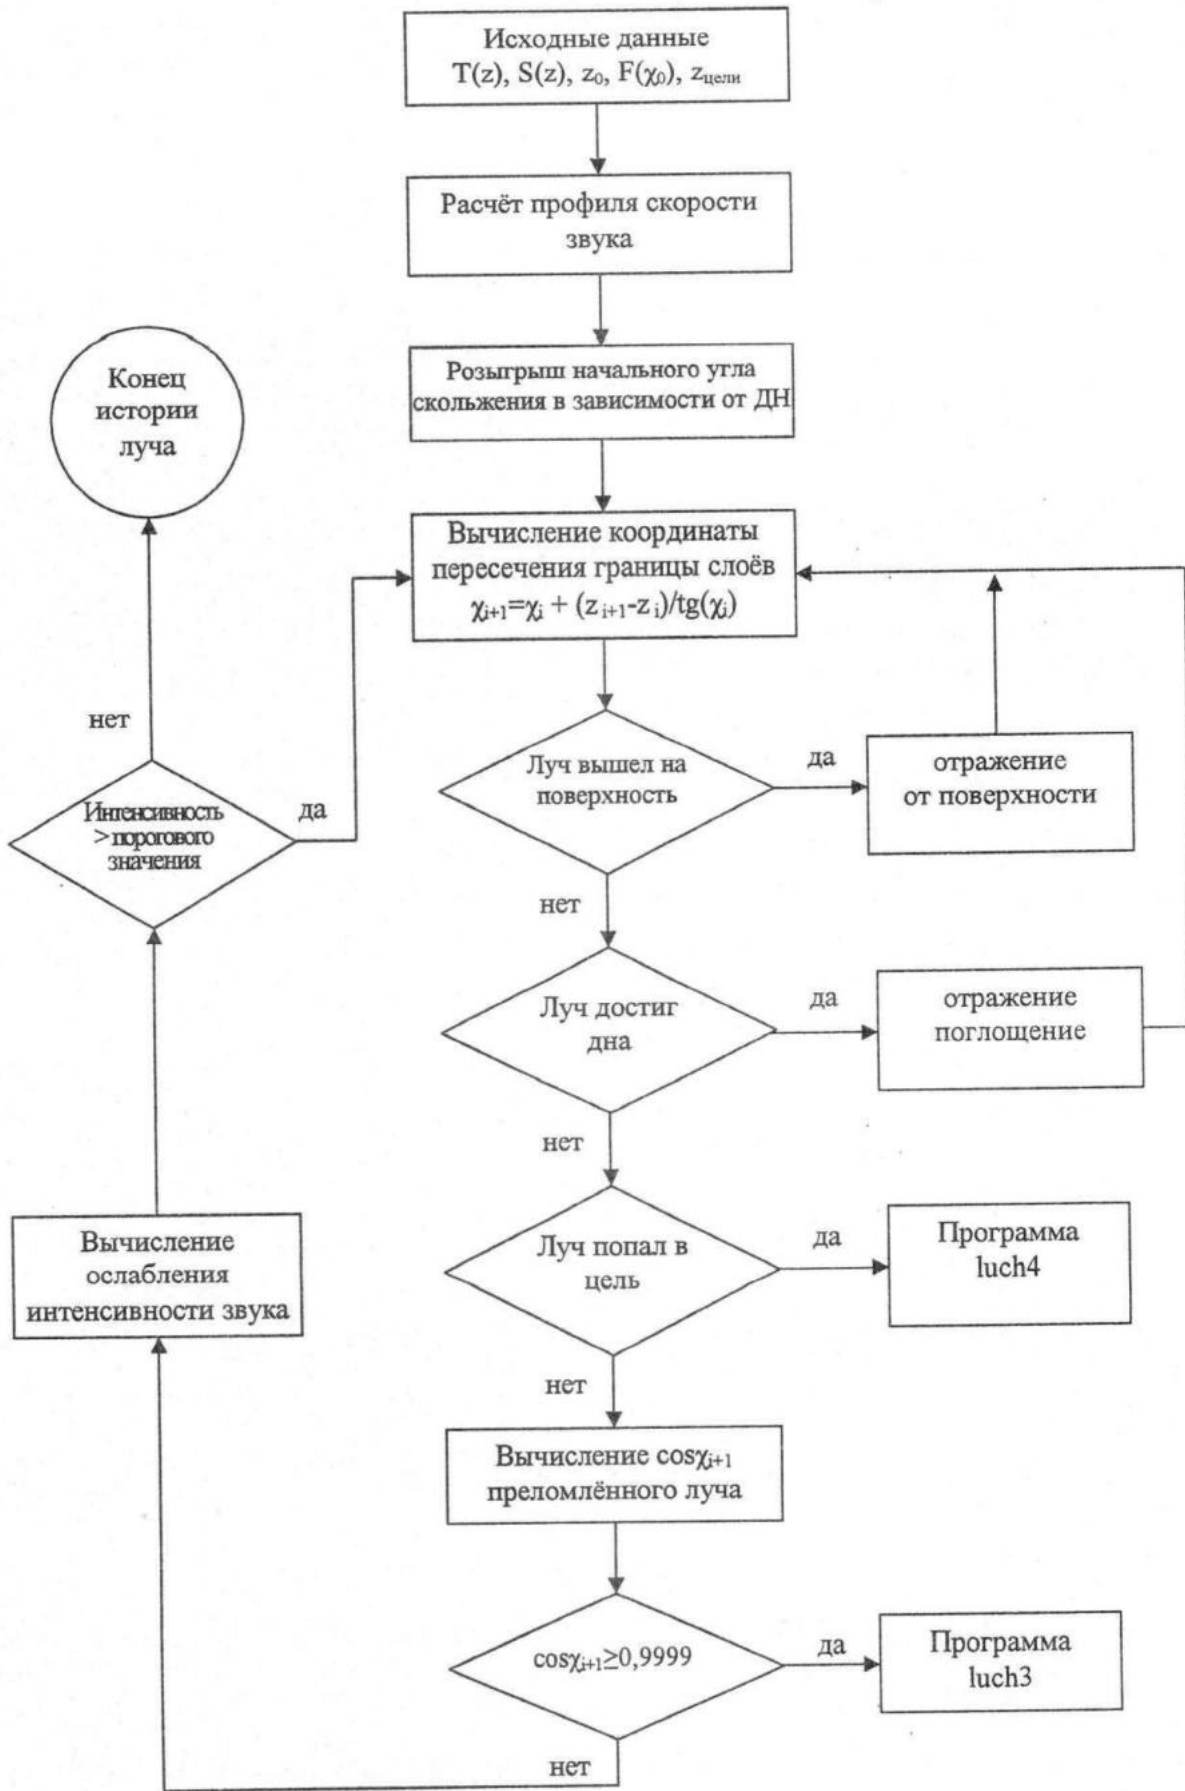 Исходные данные
T(z), S(z), z₀, F(χ₀), zцели
Расчёт профиля скорости
звука
Розыгрыш начального угла
скольжения в зависимости от ДН
Конец
истории
луча
Вычисление координаты
пересечения границы слоёв
χᵢ₊₁=χᵢ + (z ᵢ₊₁-z ᵢ)/tg(χᵢ)
нет
Луч вышел на
поверхность
да
отражение
от поверхности
Интенсивность
>порогового
значения
да
нет
Луч достиг
дна
да
отражение
поглощение
нет
Луч попал в
цель
да
Программа
luch4
Вычисление
ослабления
интенсивности звука
нет
Вычисление cosχᵢ₊₁
преломлённого луча
cosχᵢ₊₁≥0,9999
да
Программа
luch3
нет